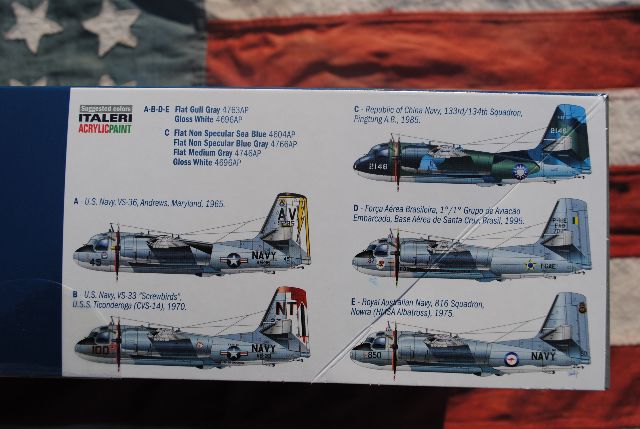 Suggested colors
ITALERI
ACRYLICPAINT
A-B-D-E Flat Gull Gray 4763AP
Gloss White 4696AP
C Flat Non Specular Sea Blue 4604AP
Flat Non Specular Blue Gray 4766AP
Flat Medium Gray 4746AP
Gloss White 4696AP
A - U.S. Navy, VS-36, Andrews, Maryland, 1965.
AV
NAVY
B - U.S. Navy, VS-33 "Screwbirds",
U.S.S. Ticonderoga (CVS-14), 1970.
NT
100
NAVY
C - Republic of China Navy, 133rd/134th Squadron,
Pingtung A.B., 1985.
2146
2146
D - Força Aérea Brasileira, 1°/1° Grupo de Aviação
Embarcada, Base Aérea de Santa Cruz, Brasil, 1995.
E - Royal Australian Navy, 816 Squadron,
Nowra (HMSA Albatross), 1975.
850
NAVY